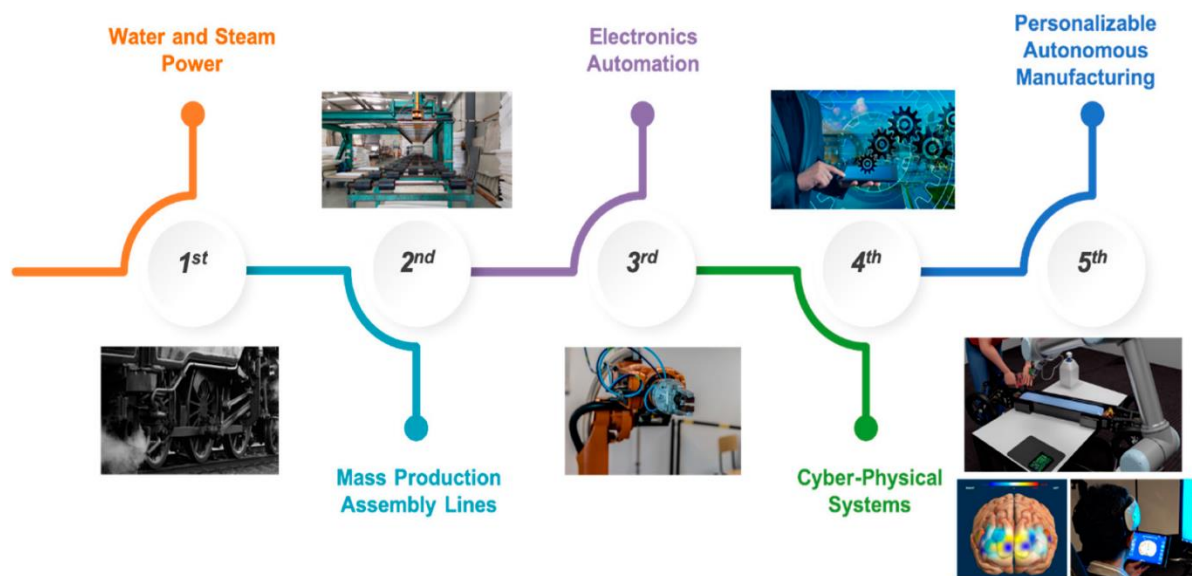 Water and Steam
Power
Electronics
Automation
Personalizable
Autonomous
Manufacturing
1st
2nd
3rd
4th
5th
Mass Production
Assembly Lines
Cyber-Physical
Systems